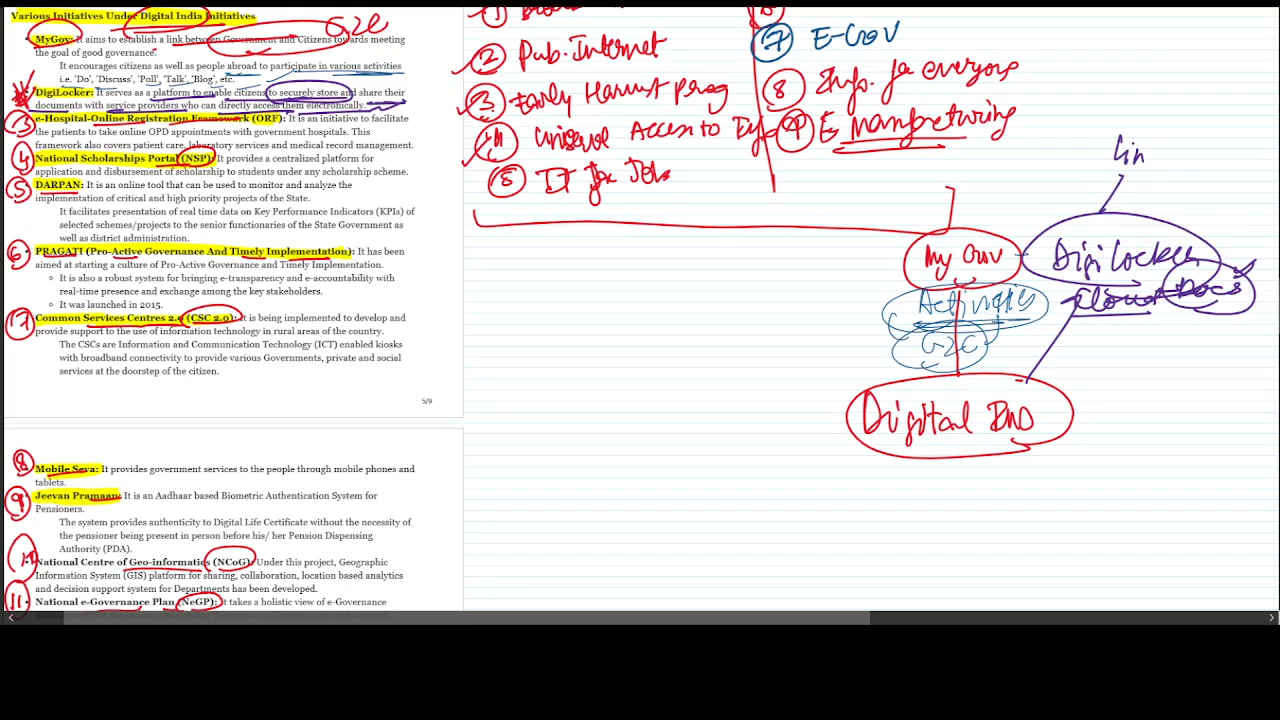 Various Initiatives Under Digital India Initiatives
MyGov: It aims to establish a link between Government and Citizens towards meeting
the goal of good governance.
It encourages citizens as well as people abroad to participate in various activities
i.e. 'Do', 'Discuss', 'Poll', 'Talk', 'Blog', etc.
DigiLocker: It serves as a platform to enable citizens to securely store and share their
documents with service providers who can directly access them electronically.
e-Hospital-Online Registration Framework (ORF): It is an initiative to facilitate
the patients to take online OPD appointments with government hospitals. This
framework also covers patient care, laboratory services and medical record management.
National Scholarships Portal (NSP): It provides a centralized platform for
application and disbursement of scholarship to students under any scholarship scheme.
DARPAN: It is an online tool that can be used to monitor and analyze the
implementation of critical and high priority projects of the State.
It facilitates presentation of real time data on Key Performance Indicators (KPIs) of
selected schemes/projects to the senior functionaries of the State Government as
well as district administration.
PRAGATI (Pro-Active Governance And Timely Implementation): It has been
aimed at starting a culture of Pro-Active Governance and Timely Implementation.
It is also a robust system for bringing e-transparency and e-accountability with
real-time presence and exchange among the key stakeholders.
It was launched in 2015.
Common Services Centres 2.0 (CSC 2.0): It is being implemented to develop and
provide support to the use of information technology in rural areas of the country.
The CSCs are Information and Communication Technology (ICT) enabled kiosks
with broadband connectivity to provide various Governments, private and social
services at the doorstep of the citizen.
5/9
Mobile Seva: It provides government services to the people through mobile phones and
tablets.
Jeevan Pramaan: It is an Aadhaar based Biometric Authentication System for
Pensioners.
The system provides authenticity to Digital Life Certificate without the necessity of
the pensioner being present in person before his/ her Pension Dispensing
Authority (PDA).
National Centre of Geo-informatics (NCoG): Under this project, Geographic
Information System (GIS) platform for sharing, collaboration, location based analytics
and decision support system for Departments has been developed.
National e-Governance Plan (NeGP): It takes a holistic view of e-Governance
G2C
3
4
5
6
7
8
9
10
11
2 Pub. Internet
3 Early Harvest Prog
4 Universal Access to
5 IT for Jobs
7 E-Gov
8 Info. for everyone
9 E Manufacturing
My Gov
Activities
G2C
Digital Ind
Digi Locker
Cloud Docs